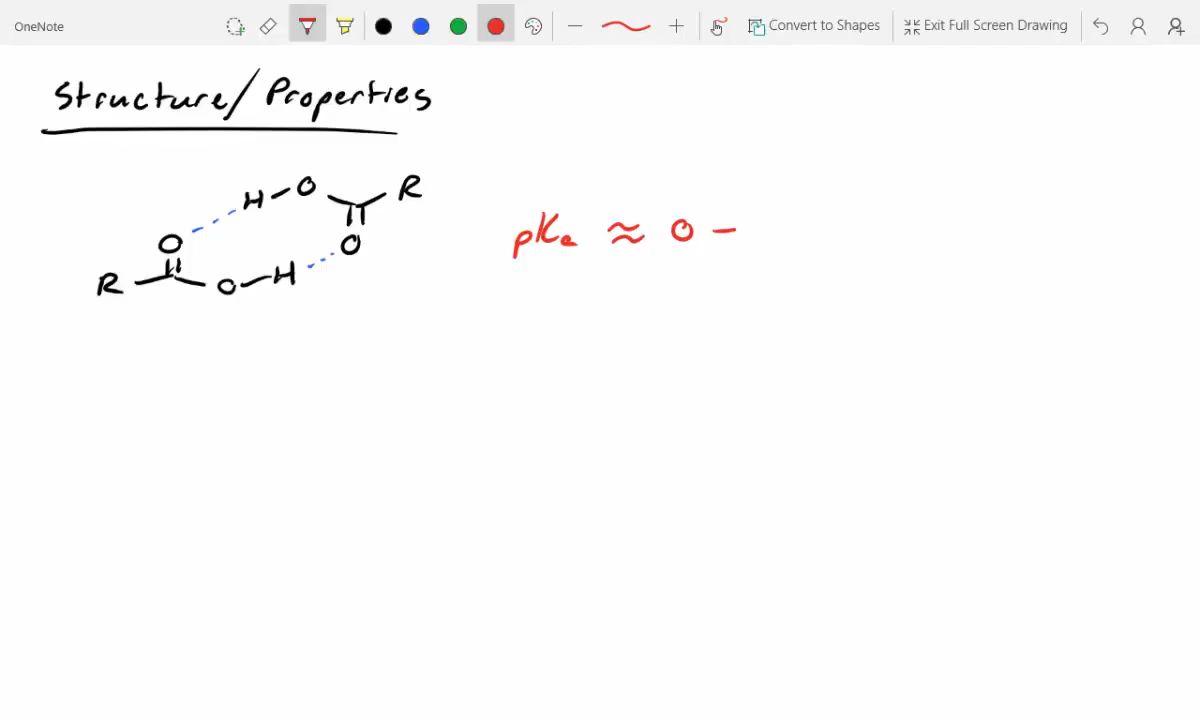 OneNote
Convert to Shapes
Exit Full Screen Drawing
Structure/Properties
H-O
R
O
O
R
O-H
pKa ≈ 0 -